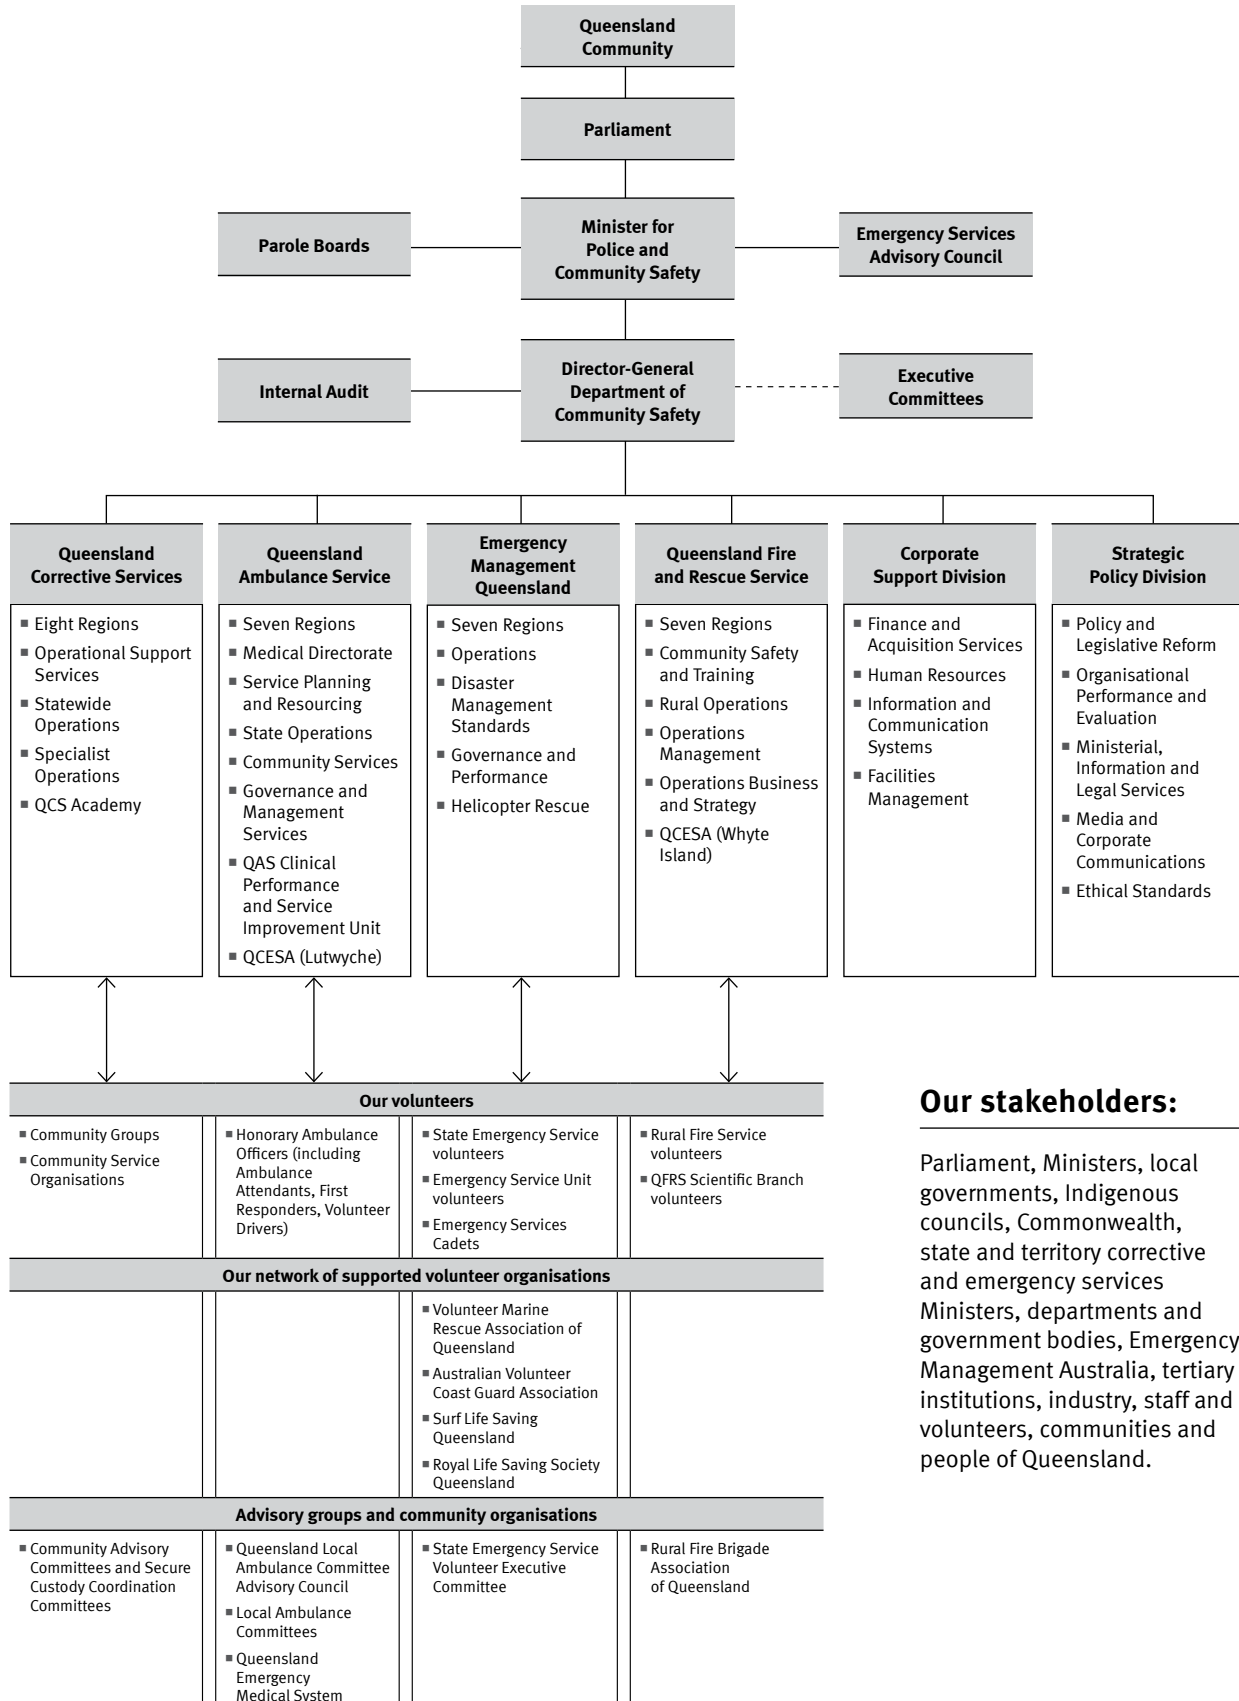 Queensland
Community
Parliament
Parole Boards
Minister for
Police and
Community Safety
Emergency Services
Advisory Council
Internal Audit
Director-General
Department of
Community Safety
Executive
Committees
Queensland
Corrective Services
■ Eight Regions
■ Operational Support
Services
■ Statewide
Operations
■ Specialist
Operations
■ QCS Academy
Queensland
Ambulance Service
■ Seven Regions
■ Medical Directorate
■ Service Planning
and Resourcing
■ State Operations
■ Community Services
■ Governance and
Management
Services
■ QAS Clinical
Performance
and Service
Improvement Unit
■ QCESA (Lutwyche)
Emergency
Management
Queensland
■ Seven Regions
■ Operations
■ Disaster
Management
Standards
■ Governance and
Performance
■ Helicopter Rescue
Queensland Fire
and Rescue Service
■ Seven Regions
■ Community Safety
and Training
■ Rural Operations
■ Operations
Management
■ Operations Business
and Strategy
■ QCESA (Whyte
Island)
Corporate
Support Division
■ Finance and
Acquisition Services
■ Human Resources
■ Information and
Communication
Systems
■ Facilities
Management
Strategic
Policy Division
■ Policy and
Legislative Reform
■ Organisational
Performance and
Evaluation
■ Ministerial,
Information and
Legal Services
■ Media and
Corporate
Communications
■ Ethical Standards
Our volunteers
■ Community Groups
■ Community Service
Organisations
■ Honorary Ambulance
Officers (including
Ambulance
Attendants, First
Responders, Volunteer
Drivers)
■ State Emergency Service
volunteers
■ Emergency Service Unit
volunteers
■ Emergency Services
Cadets
■ Rural Fire Service
volunteers
■ QFRS Scientific Branch
volunteers
Our network of supported volunteer organisations
■ Volunteer Marine
Rescue Association of
Queensland
■ Australian Volunteer
Coast Guard Association
■ Surf Life Saving
Queensland
■ Royal Life Saving Society
Queensland
Advisory groups and community organisations
■ Community Advisory
Committees and Secure
Custody Coordination
Committees
■ Queensland Local
Ambulance Committee
Advisory Council
■ Local Ambulance
Committees
■ Queensland
Emergency
Medical System
■ State Emergency Service
Volunteer Executive
Committee
■ Rural Fire Brigade
Association
of Queensland
Our stakeholders:
Parliament, Ministers, local
governments, Indigenous
councils, Commonwealth,
state and territory corrective
and emergency services
Ministers, departments and
government bodies, Emergency
Management Australia, tertiary
institutions, industry, staff and
volunteers, communities and
people of Queensland.